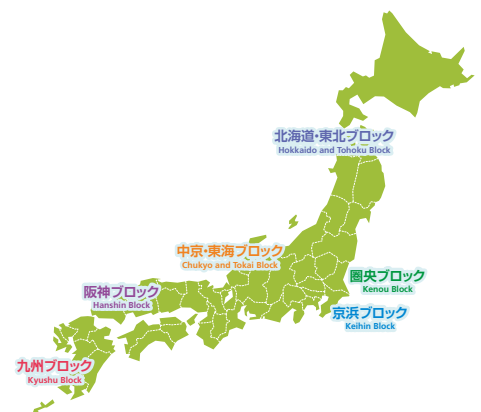 北海道・東北ブロック
Hokkaido and Tohoku Block
中京・東海ブロック
Chukyo and Tokai Block
圏央ブロック
Kenou Block
阪神ブロック
Hanshin Block
京浜ブロック
Keihin Block
九州ブロック
Kyushu Block